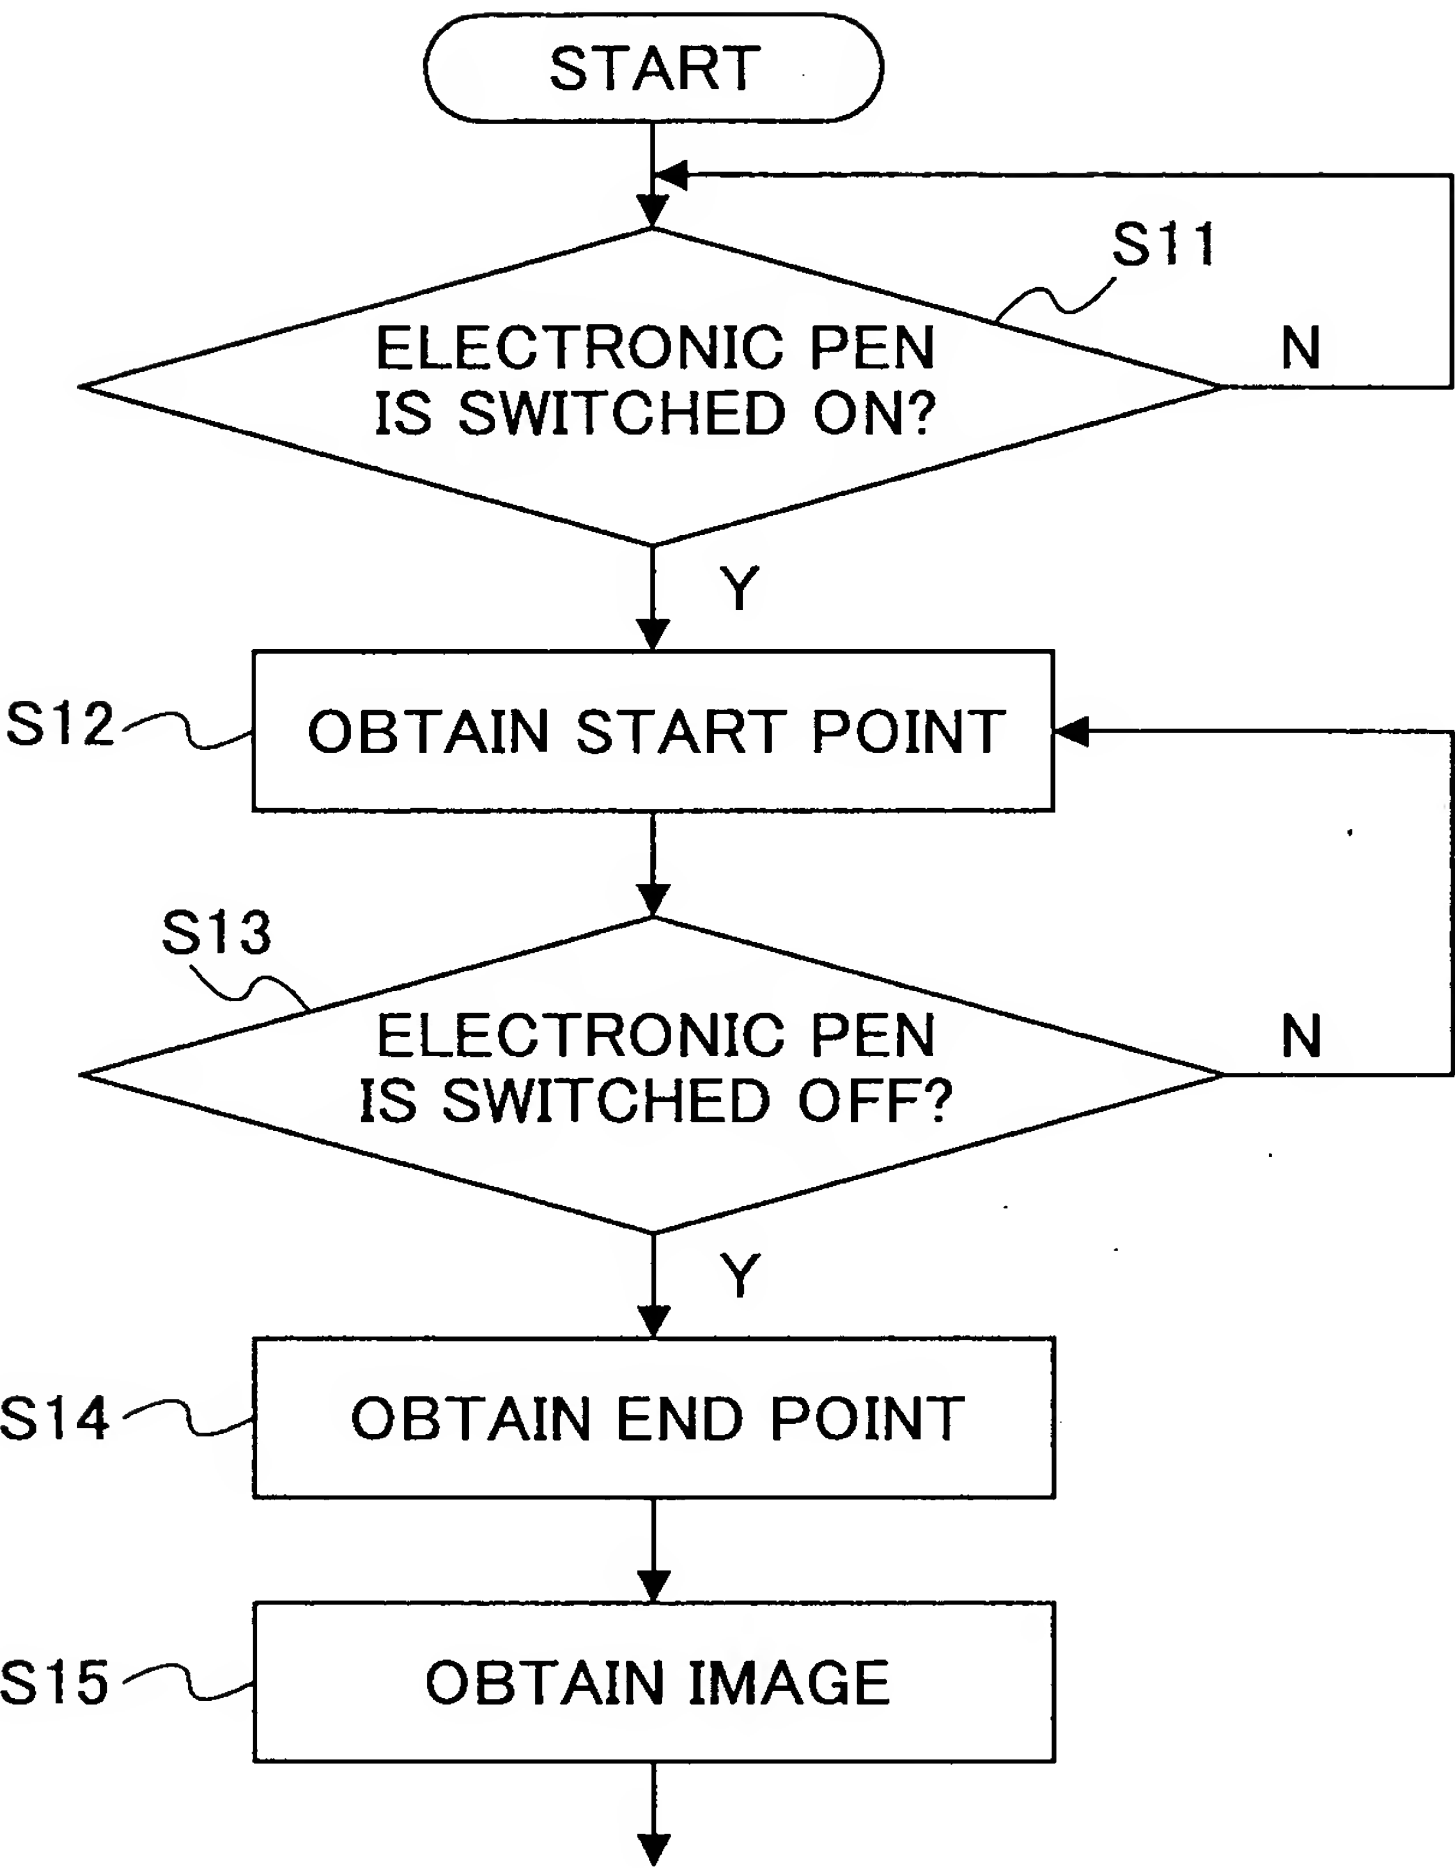 START
S11
ELECTRONIC PEN
IS SWITCHED ON?
N
Y
S12
OBTAIN START POINT
S13
ELECTRONIC PEN
IS SWITCHED OFF?
N
Y
S14
OBTAIN END POINT
S15
OBTAIN IMAGE